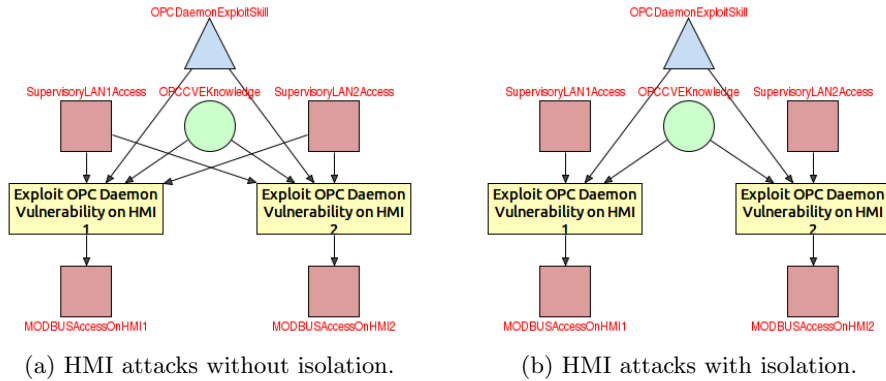 OPCDaemonExploitSkill
SupervisoryLAN1Access
OPCCVEKnowledge
SupervisoryLAN2Access
Exploit OPC Daemon
Vulnerability on HMI
1
Exploit OPC Daemon
Vulnerability on HMI
2
MODBUSAccessOnHMI1
MODBUSAccessOnHMI2
(a) HMI attacks without isolation.
OPCDaemonExploitSkill
SupervisoryLAN1Access
OPCCVEKnowledge
SupervisoryLAN2Access
Exploit OPC Daemon
Vulnerability on HMI
1
Exploit OPC Daemon
Vulnerability on HMI
2
MODBUSAccessOnHMI1
MODBUSAccessOnHMI2
(b) HMI attacks with isolation.